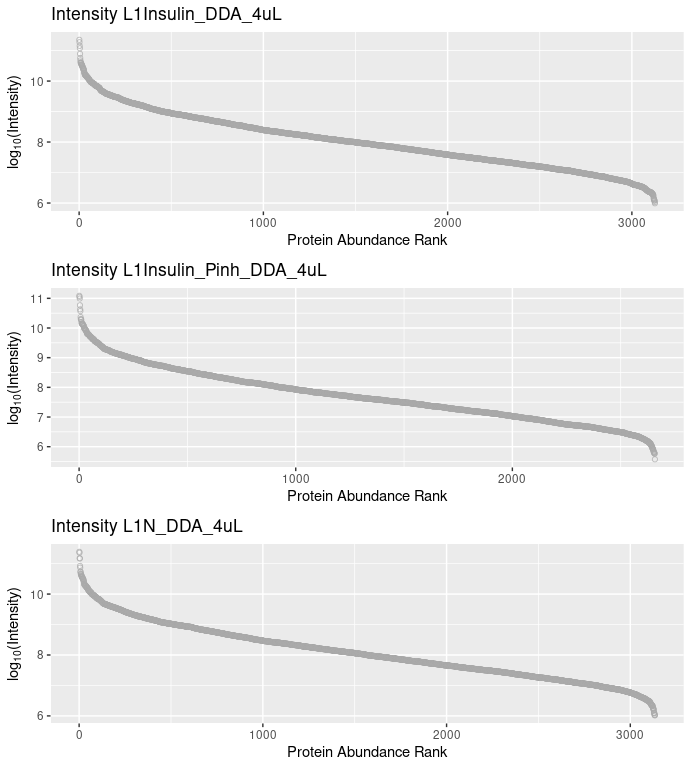 Intensity L1Insulin_DDA_4uL
10
8
6
log10(Intensity)
0 1000 2000 3000
Protein Abundance Rank
Intensity L1Insulin_Pinh_DDA_4uL
11
10
9
8
7
6
log10(Intensity)
0 1000 2000
Protein Abundance Rank
Intensity L1N_DDA_4uL
10
8
6
log10(Intensity)
0 1000 2000 3000
Protein Abundance Rank